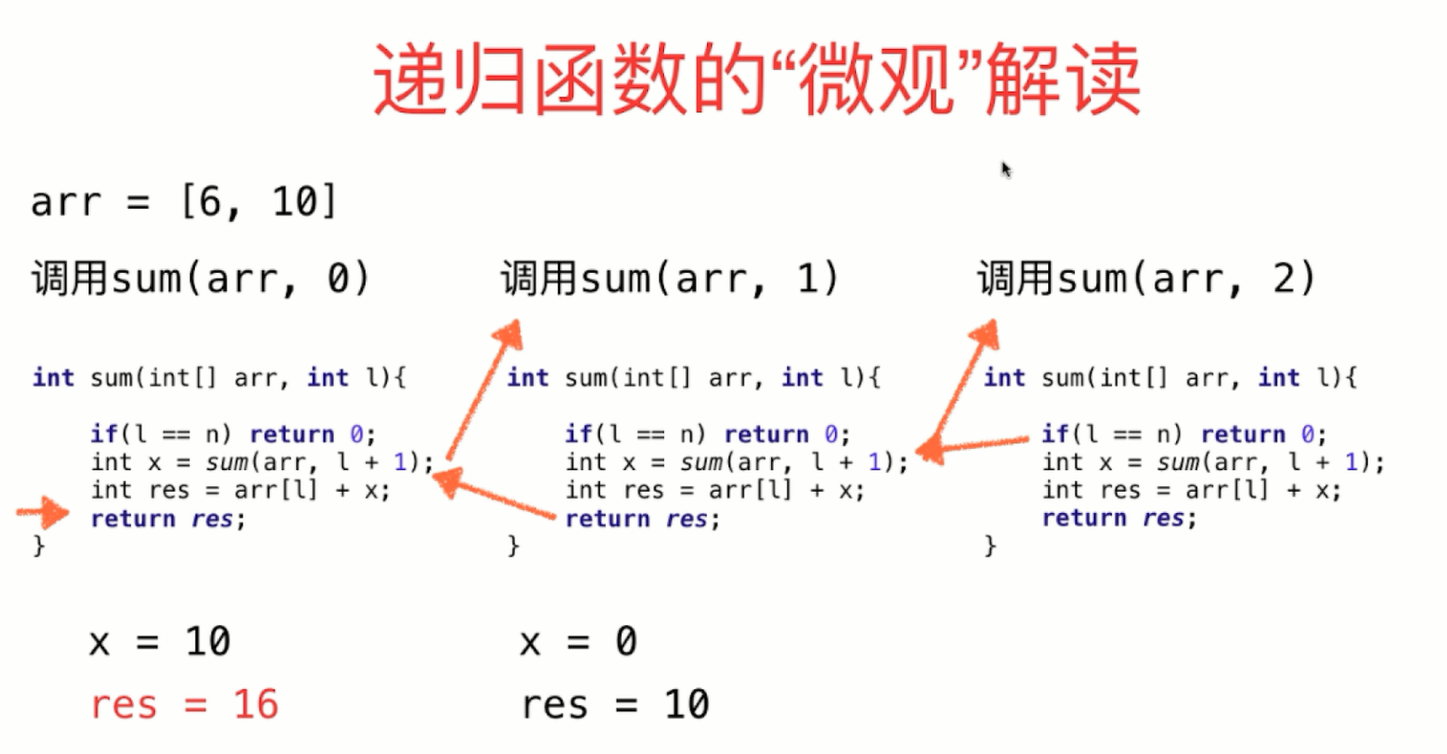 递归函数的“微观”解读
arr = [6, 10]
调用sum(arr, 0)
int sum(int[] arr, int l){
if(l == n) return 0;
int x = sum(arr, l + 1);
int res = arr[l] + x;
return res;
}
x = 10
res = 16
调用sum(arr, 1)
int sum(int[] arr, int l){
if(l == n) return 0;
int x = sum(arr, l + 1);
int res = arr[l] + x;
return res;
}
x = 0
res = 10
调用sum(arr, 2)
int sum(int[] arr, int l){
if(l == n) return 0;
int x = sum(arr, l + 1);
int res = arr[l] + x;
return res;
}